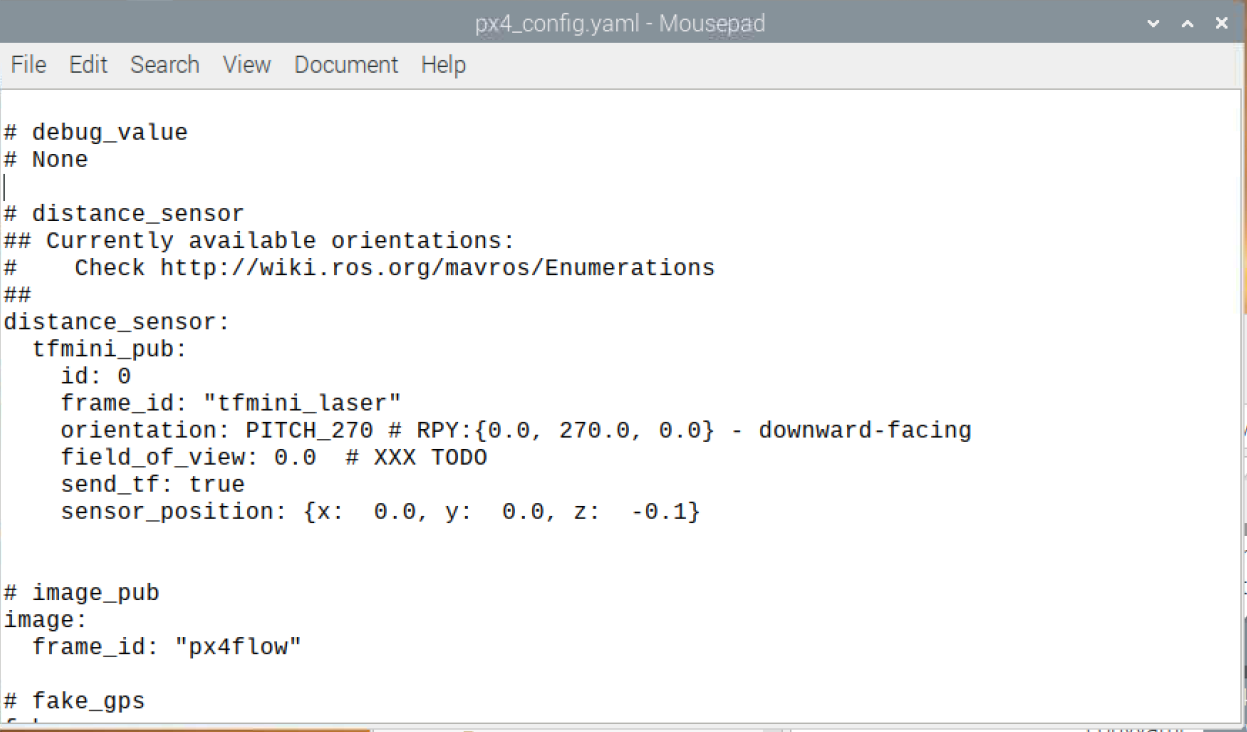 px4_config.yaml - Mousepad
File Edit Search View Document Help
# debug_value
# None
# distance_sensor
## Currently available orientations:
#    Check http://wiki.ros.org/mavros/Enumerations
##
distance_sensor:
  tfmini_pub:
    id: 0
    frame_id: "tfmini_laser"
    orientation: PITCH_270 # RPY:{0.0, 270.0, 0.0} - downward-facing
    field_of_view: 0.0  # XXX TODO
    send_tf: true
    sensor_position: {x:  0.0, y:  0.0, z:  -0.1}
# image_pub
image:
  frame_id: "px4flow"
# fake_gps